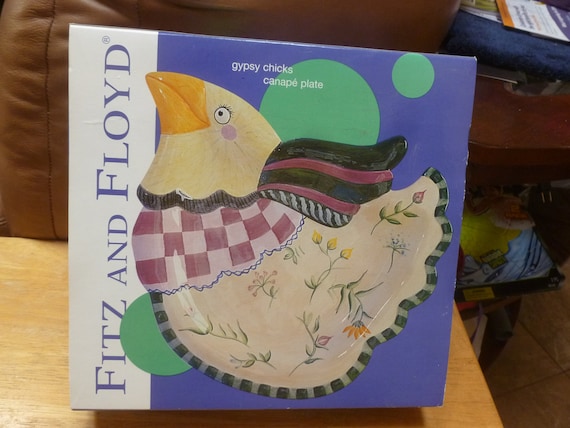 FITZ AND FLOYD®
gypsy chicks
canapé plate